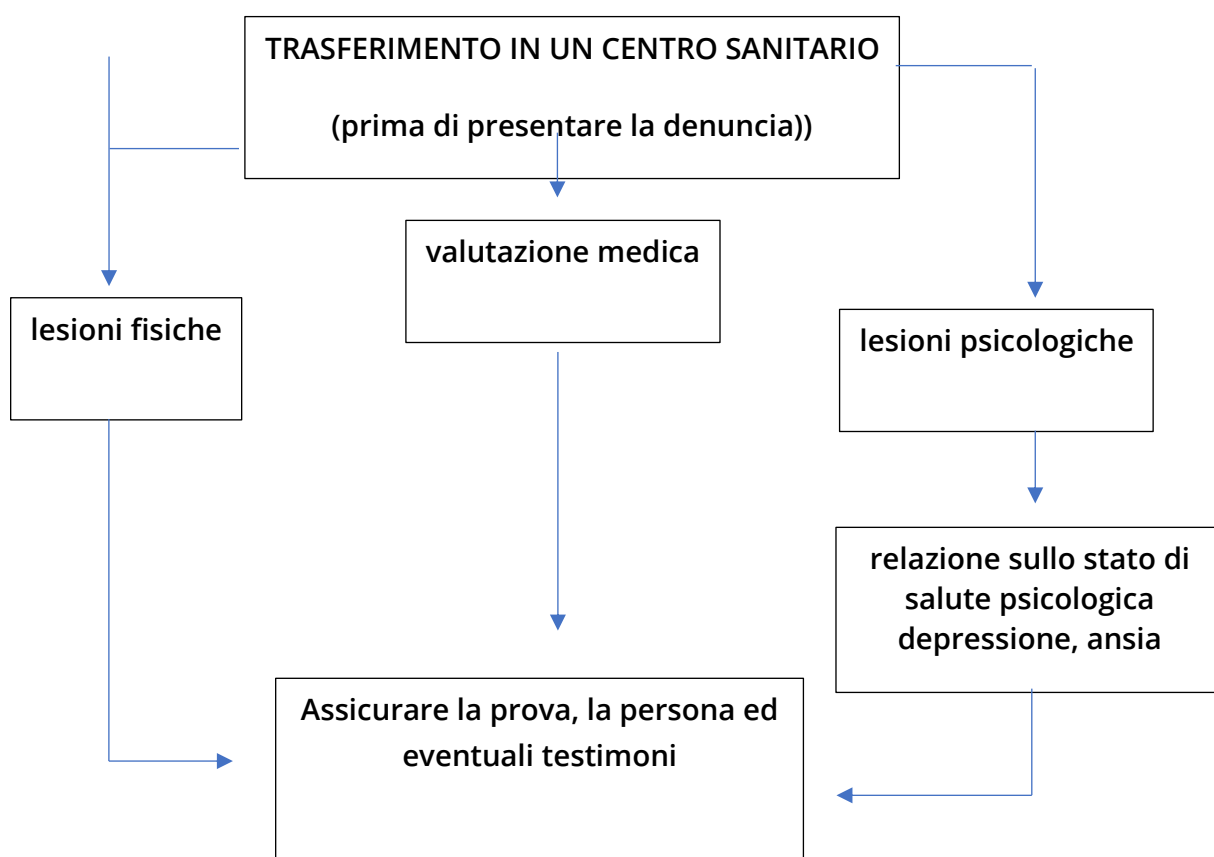 TRASFERIMENTO IN UN CENTRO SANITARIO
(prima di presentare la denuncia))
valutazione medica
lesioni fisiche
lesioni psicologiche
relazione sullo stato di
salute psicologica
depressione, ansia
Assicurare la prova, la persona ed
eventuali testimoni